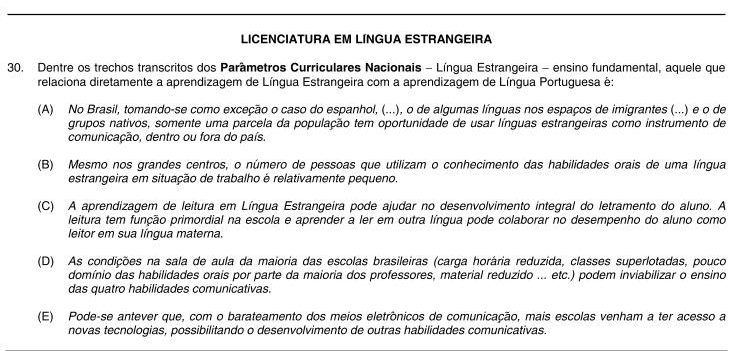 LICENCIATURA EM LÍNGUA ESTRANGEIRA
30. Dentre os trechos transcritos dos Parâmetros Curriculares Nacionais – Língua Estrangeira – ensino fundamental, aquele que
relaciona diretamente a aprendizagem de Língua Estrangeira com a aprendizagem de Língua Portuguesa é:
(A) No Brasil, tomando-se como exceção o caso do espanhol, (...), o de algumas línguas nos espaços de imigrantes (...) e o de
grupos nativos, somente uma parcela da população tem oportunidade de usar línguas estrangeiras como instrumento de
comunicação, dentro ou fora do país.
(B) Mesmo nos grandes centros, o número de pessoas que utilizam o conhecimento das habilidades orais de uma língua
estrangeira em situação de trabalho é relativamente pequeno.
(C) A aprendizagem de leitura em Língua Estrangeira pode ajudar no desenvolvimento integral do letramento do aluno. A
leitura tem função primordial na escola e aprender a ler em outra língua pode colaborar no desempenho do aluno como
leitor em sua língua materna.
(D) As condições na sala de aula da maioria das escolas brasileiras (carga horária reduzida, classes superlotadas, pouco
domínio das habilidades orais por parte da maioria dos professores, material reduzido ... etc.) podem inviabilizar o ensino
das quatro habilidades comunicativas.
(E) Pode-se antever que, com o barateamento dos meios eletrônicos de comunicação, mais escolas venham a ter acesso a
novas tecnologias, possibilitando o desenvolvimento de outras habilidades comunicativas.